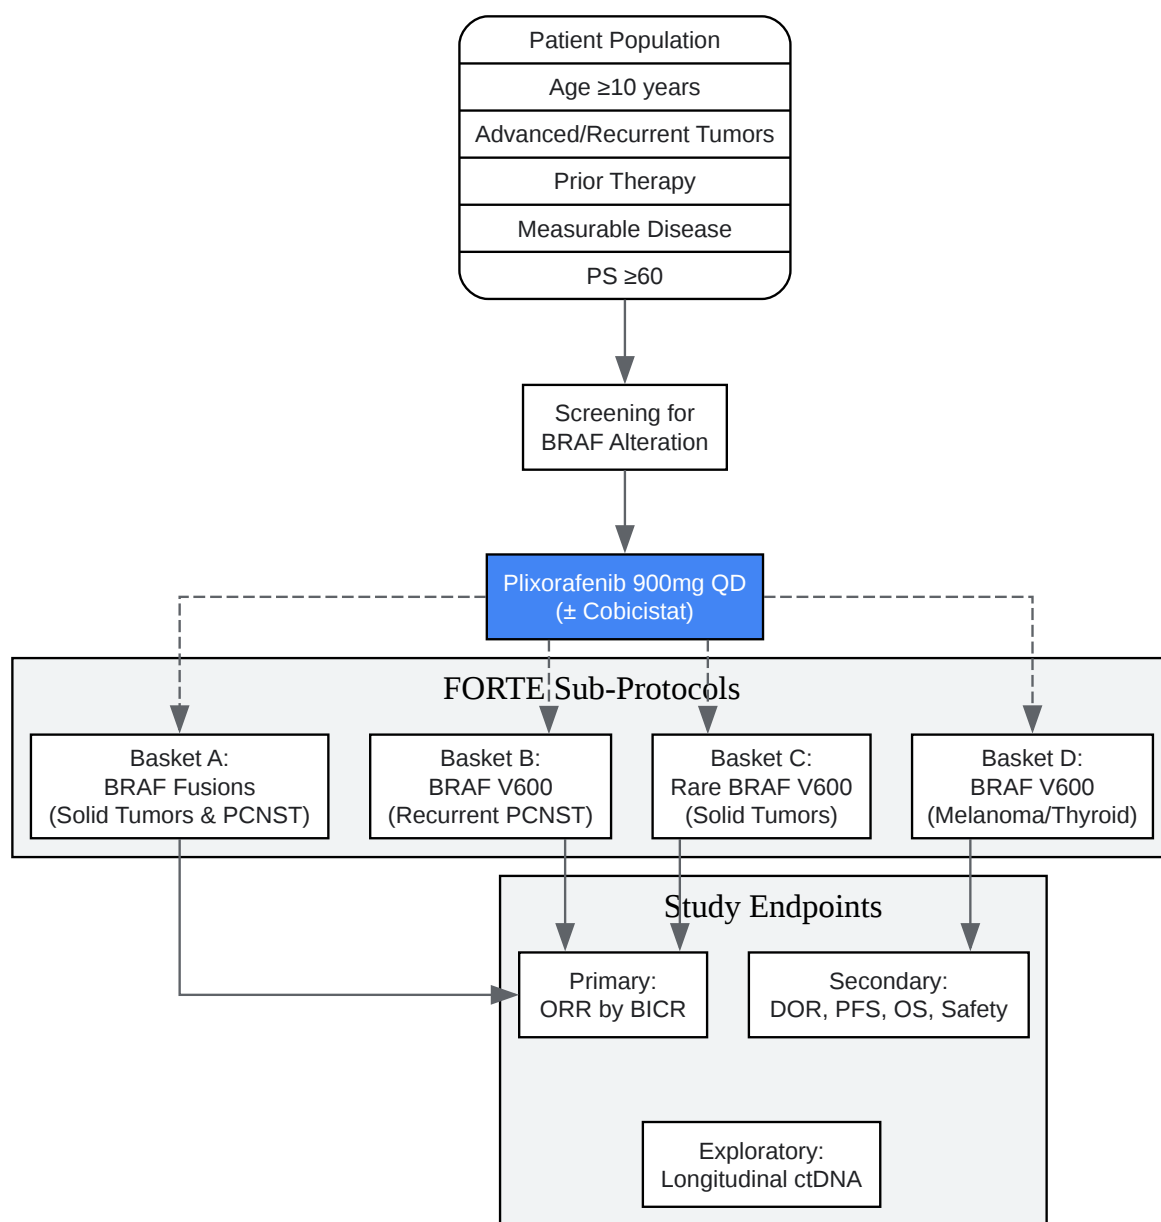 Patient Population
Age ≥10 years
Advanced/Recurrent Tumors
Prior Therapy
Measurable Disease
PS ≥60
Screening for
BRAF Alteration
Plixorafenib 900mg QD
(± Cobicistat)
FORTE Sub-Protocols
Basket A:
BRAF Fusions
(Solid Tumors & PCNST)
Basket B:
BRAF V600
(Recurrent PCNST)
Basket C:
Rare BRAF V600
(Solid Tumors)
Basket D:
BRAF V600
(Melanoma/Thyroid)
Study Endpoints
Primary:
ORR by BICR
Secondary:
DOR, PFS, OS, Safety
Exploratory:
Longitudinal ctDNA